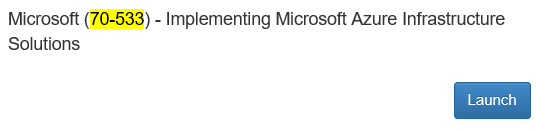 Microsoft (70-533) - Implementing Microsoft Azure Infrastructure
Solutions
Launch